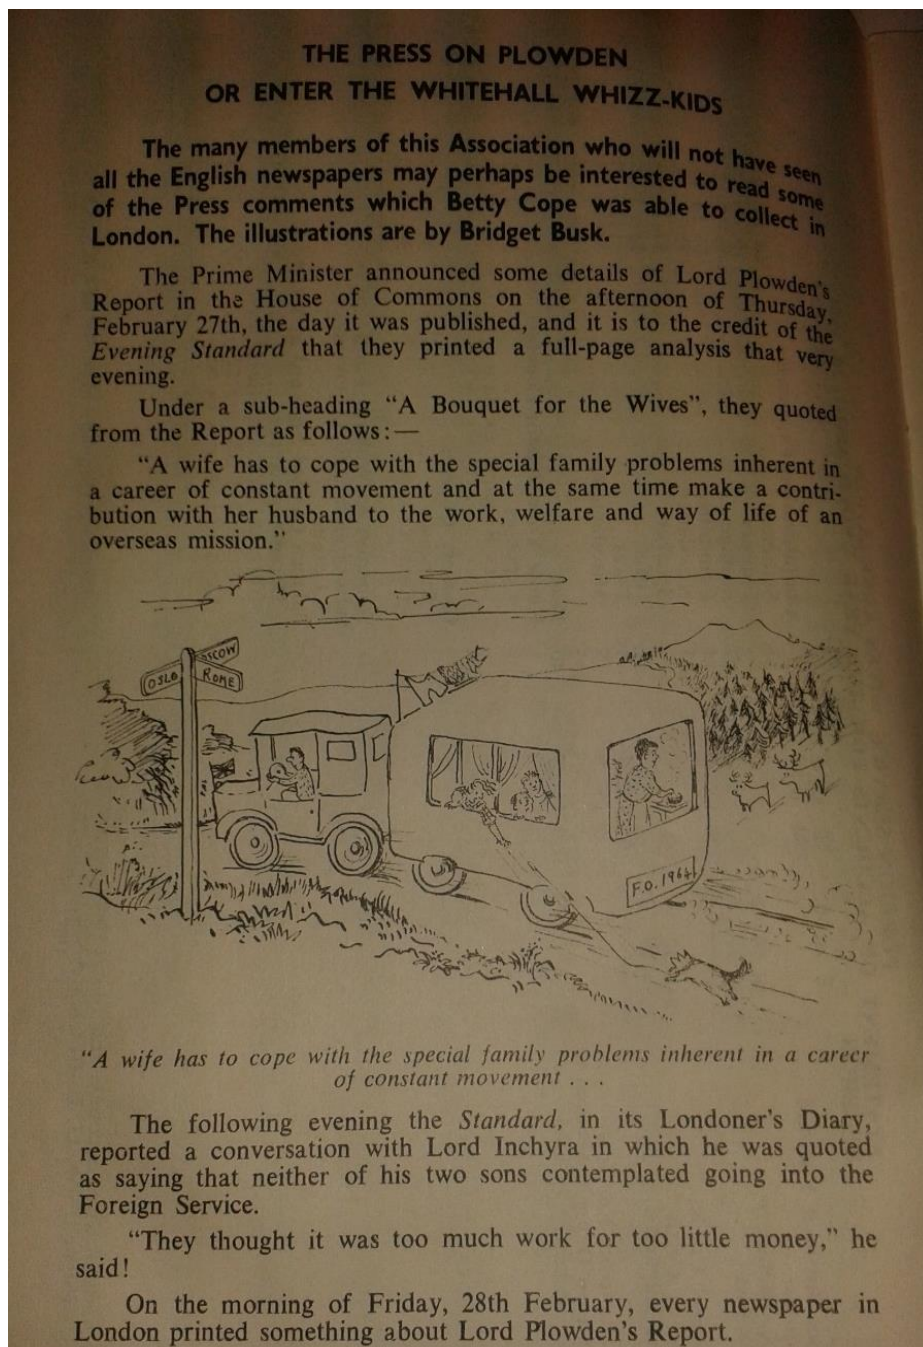 THE PRESS ON PLOWDEN
OR ENTER THE WHITEHALL WHIZZ-KIDS
The many members of this Association who will not have seen
all the English newspapers may perhaps be interested to read some
of the Press comments which Betty Cope was able to collect in
London. The illustrations are by Bridget Busk.
The Prime Minister announced some details of Lord Plowden's
Report in the House of Commons on the afternoon of Thursday,
February 27th, the day it was published, and it is to the credit of the
Evening Standard that they printed a full-page analysis that very
evening.
Under a sub-heading "A Bouquet for the Wives", they quoted
from the Report as follows:—
"A wife has to cope with the special family problems inherent in
a career of constant movement and at the same time make a contri-
bution with her husband to the work, welfare and way of life of an
overseas mission."
SCOW
OSLO
ROME
F.O. 1964
"A wife has to cope with the special family problems inherent in a career
of constant movement . . .
The following evening the Standard, in its Londoner's Diary,
reported a conversation with Lord Inchyra in which he was quoted
as saying that neither of his two sons contemplated going into the
Foreign Service.
"They thought it was too much work for too little money," he
said!
On the morning of Friday, 28th February, every newspaper in
London printed something about Lord Plowden's Report.